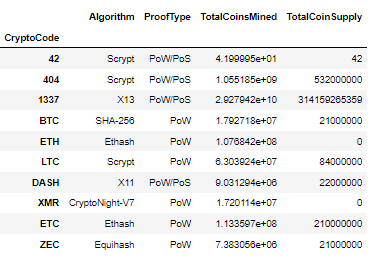 Algorithm ProofType TotalCoinsMined TotalCoinSupply
CryptoCode
42 Scrypt PoW/PoS 4.199995e+01 42
404 Scrypt PoW/PoS 1.055185e+09 532000000
1337 X13 PoW/PoS 2.927942e+10 314159265359
BTC SHA-256 PoW 1.792718e+07 21000000
ETH Ethash PoW 1.076842e+08 0
LTC Scrypt PoW 6.303924e+07 84000000
DASH X11 PoW/PoS 9.031294e+06 22000000
XMR CryptoNight-V7 PoW 1.720114e+07 0
ETC Ethash PoW 1.133597e+08 210000000
ZEC Equihash PoW 7.383056e+06 21000000